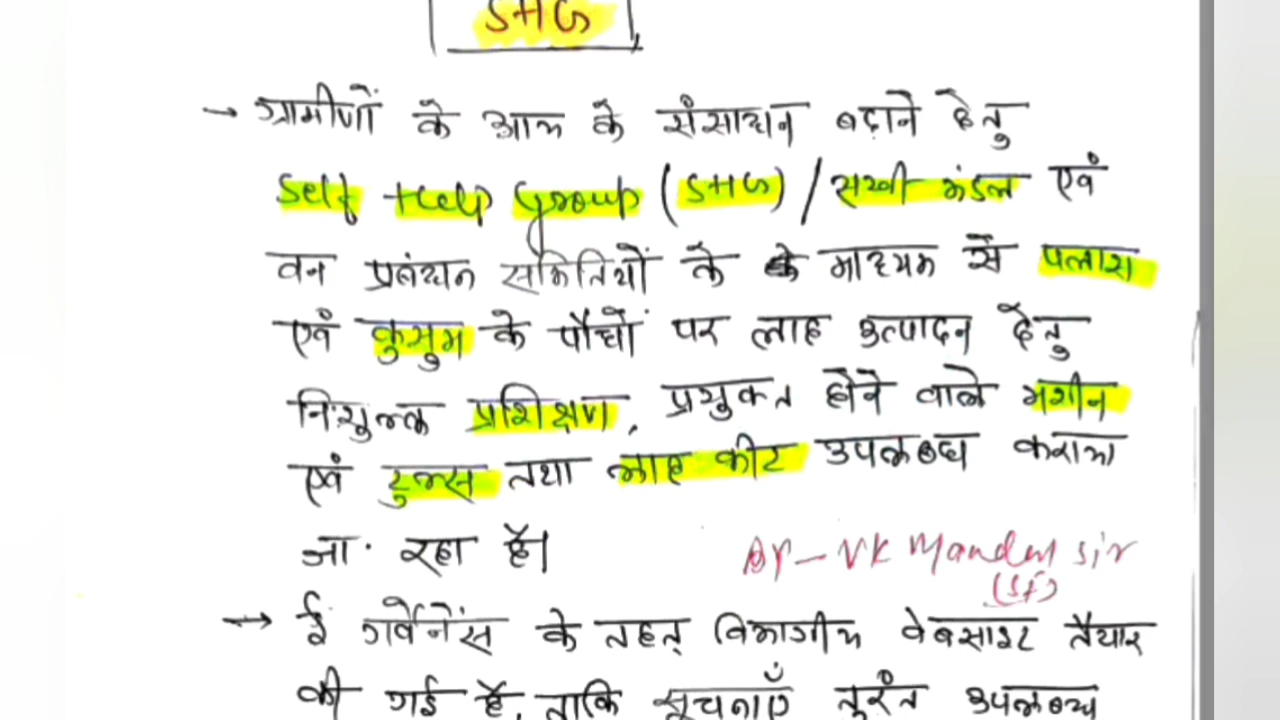 SHG
→ ग्रामीणों के आय के संसाधन बढ़ाने हेतु
Self Help Group (SHG) / सखी मंडल एवं
वन प्रबंधन समितियों के के माध्यम से पलाश
एवं कुसुम के पौधों पर लाह उत्पादन हेतु
निःशुल्क प्रशिक्षण, प्रयुक्त होने वाले मशीन
एवं टुल्स तथा लाह कीट उपलब्ध कराया
जा रहा है।
BY - VK Mandal sir
→ ई गर्वेनेंस के तहत् विभागीय वेबसाइट तैयार
की गई है, ताकि सूचनाएँ तुरंत उपलब्ध